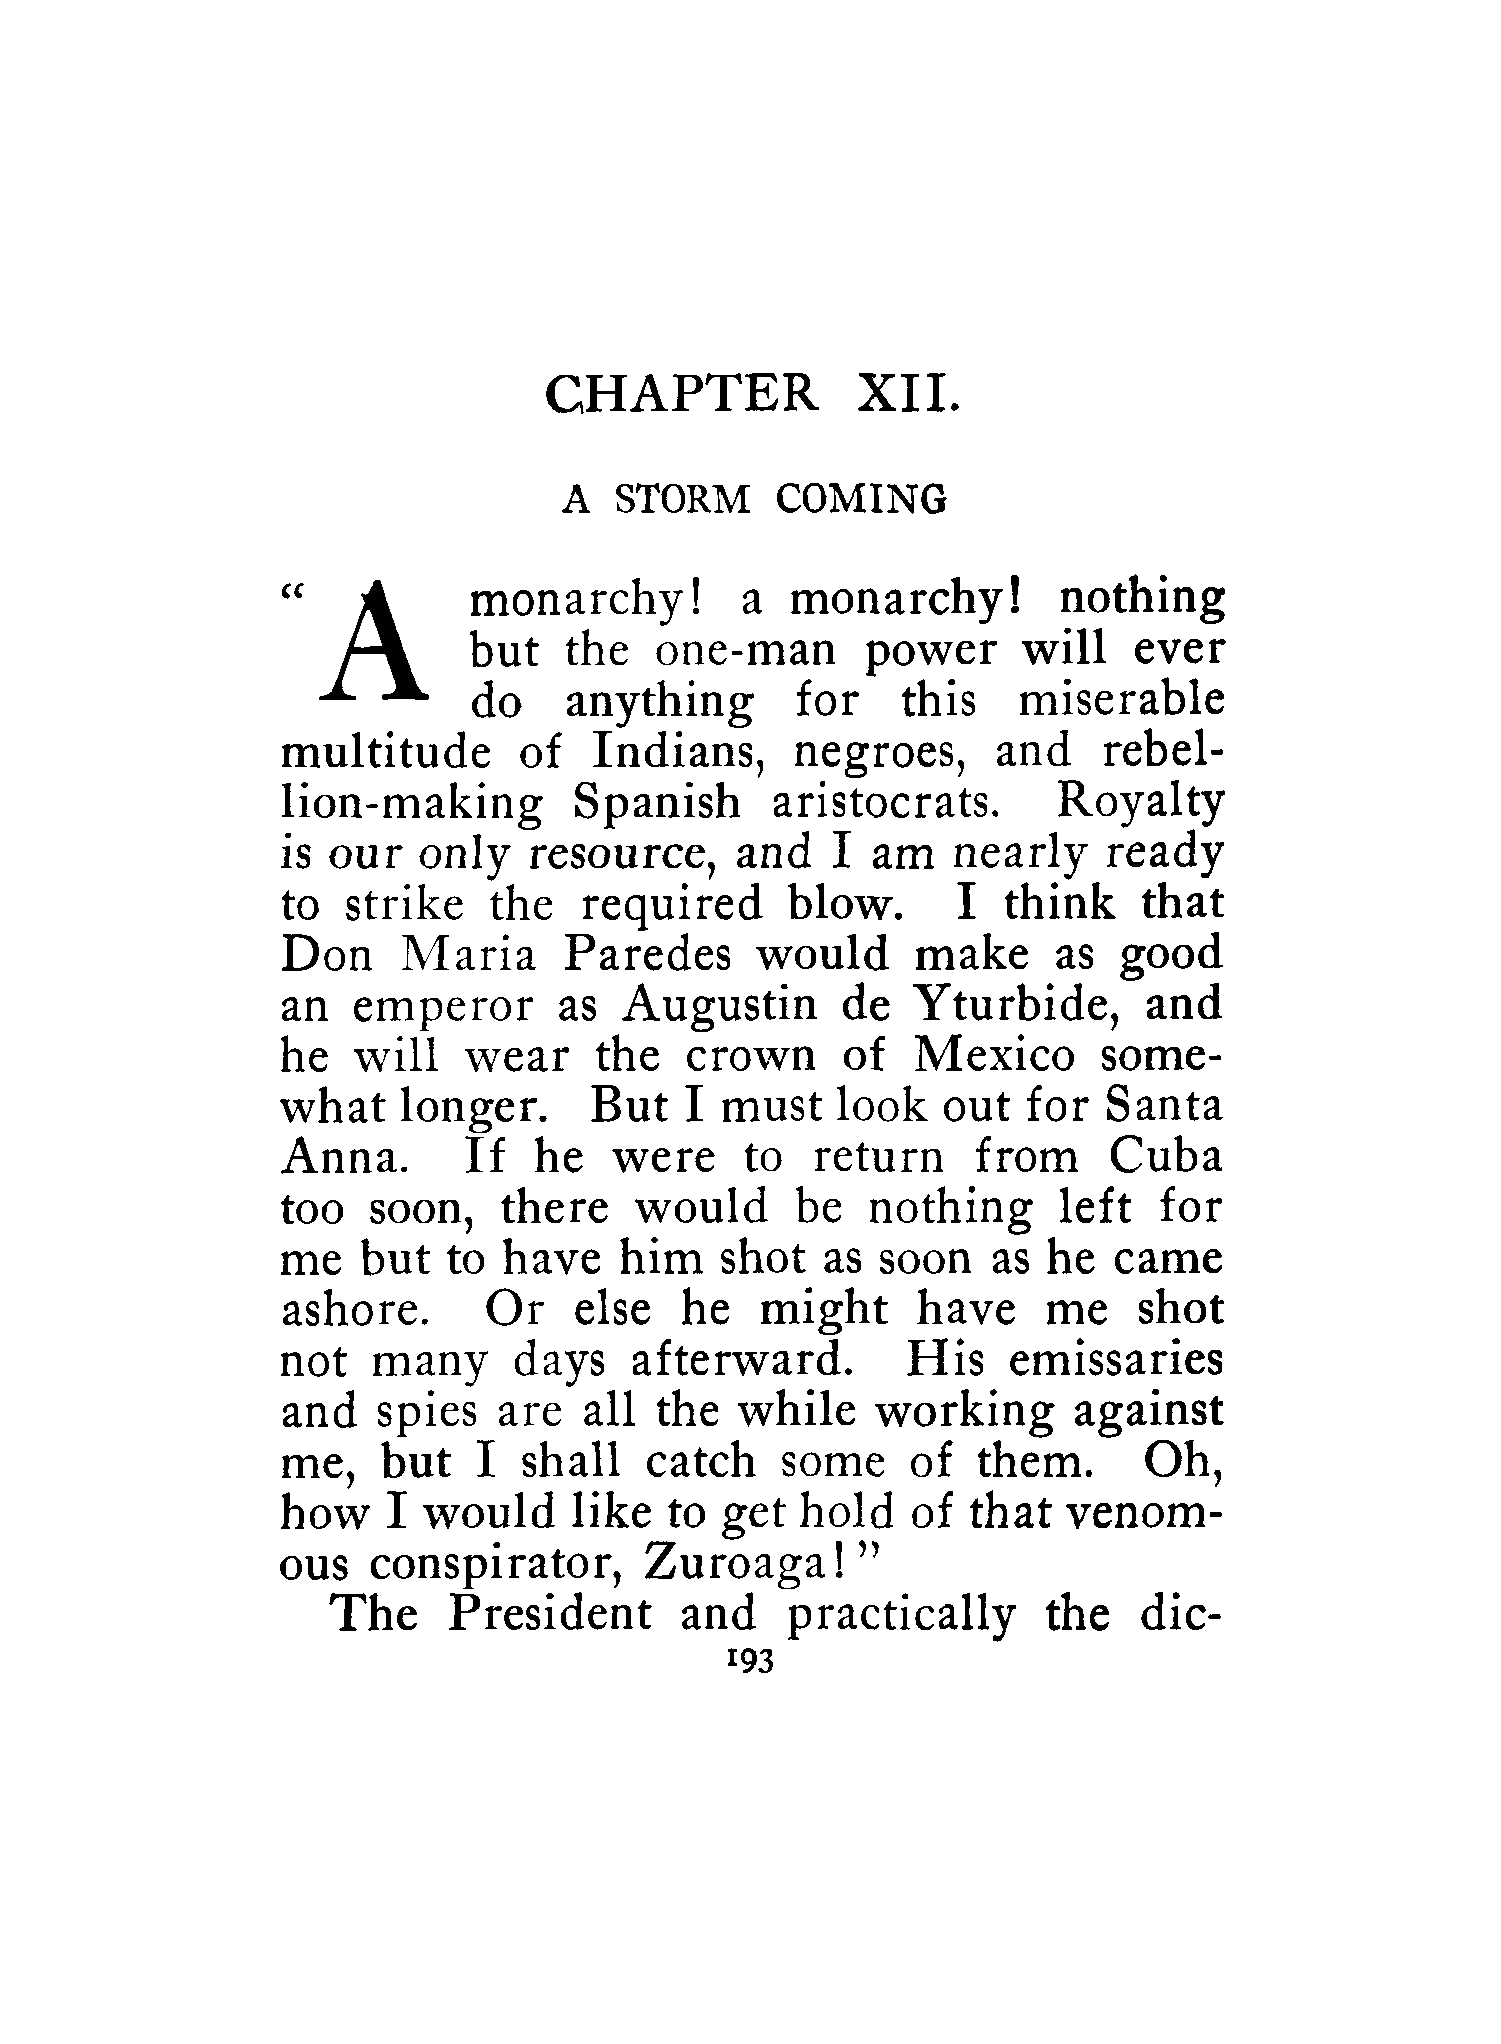 CHAPTER XII.
A STORM COMING
“ A monarchy! a monarchy! nothing
but the one-man power will ever
do anything for this miserable
multitude of Indians, negroes, and rebel-
lion-making Spanish aristocrats. Royalty
is our only resource, and I am nearly ready
to strike the required blow. I think that
Don Maria Paredes would make as good
an emperor as Augustin de Yturbide, and
he will wear the crown of Mexico some-
what longer. But I must look out for Santa
Anna. If he were to return from Cuba
too soon, there would be nothing left for
me but to have him shot as soon as he came
ashore. Or else he might have me shot
not many days afterward. His emissaries
and spies are all the while working against
me, but I shall catch some of them. Oh,
how I would like to get hold of that venom-
ous conspirator, Zuroaga!”
The President and practically the dic-
193